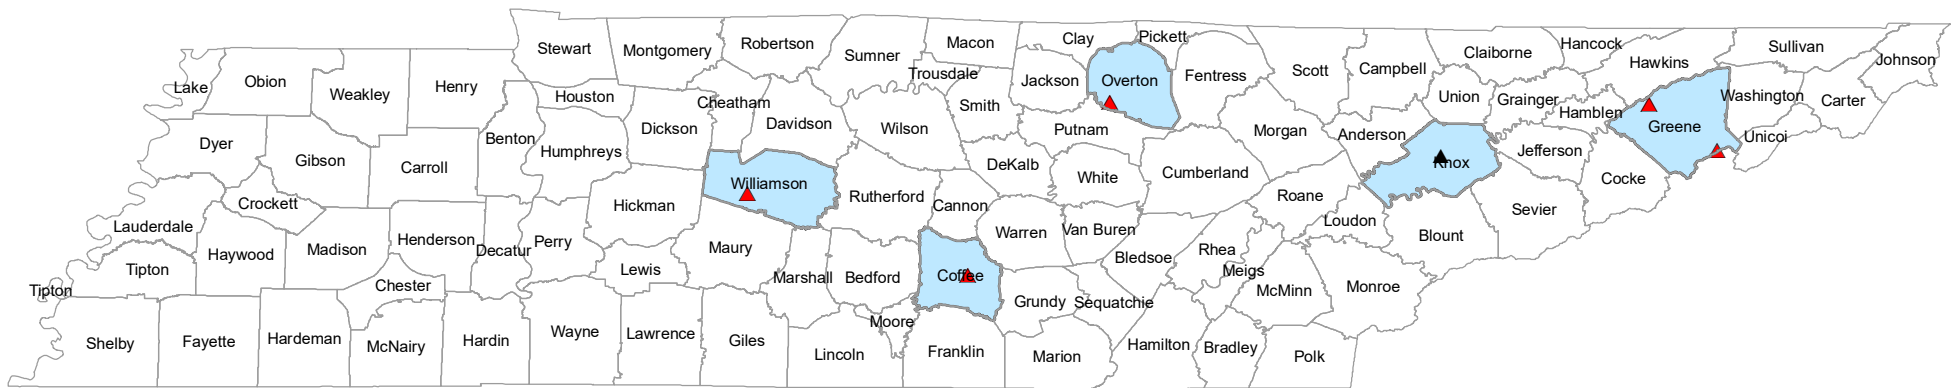 Stewart
Montgomery
Robertson
Sumner
Macon
Clay
Pickett
Overton
Fentress
Scott
Campbell
Claiborne
Hancock
Hawkins
Sullivan
Johnson
Lake
Obion
Weakley
Henry
Houston
Cheatham
Trousdale
Jackson
Smith
Union
Grainger
Hamblen
Washington
Carter
Dyer
Gibson
Carroll
Benton
Humphreys
Dickson
Davidson
Wilson
Putnam
Morgan
Anderson
Knox
Jefferson
Greene
Unicoi
Crockett
Williamson
Rutherford
Cannon
DeKalb
White
Cumberland
Roane
Loudon
Blount
Sevier
Cocke
Lauderdale
Haywood
Madison
Henderson
Decatur
Perry
Hickman
Lewis
Maury
Marshall
Bedford
Coffee
Warren
Van Buren
Bledsoe
Rhea
Meigs
McMinn
Monroe
Tipton
Tipton
Chester
Moore
Grundy
Sequatchie
Shelby
Fayette
Hardeman
McNairy
Hardin
Wayne
Lawrence
Giles
Lincoln
Franklin
Marion
Hamilton
Bradley
Polk